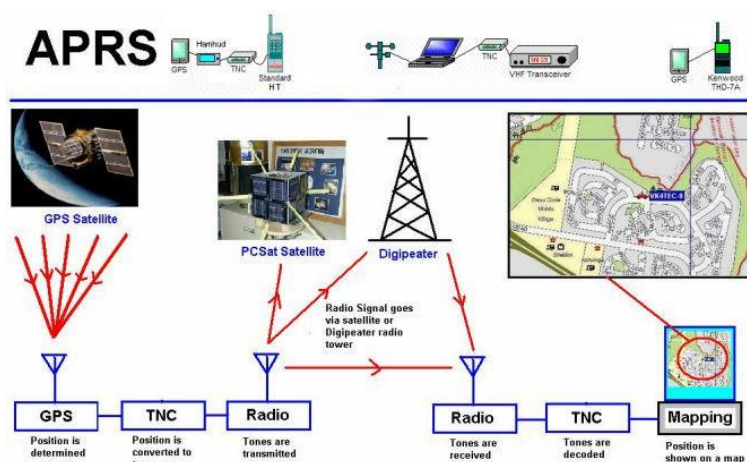 APRS
GPS
Hamhud
TNC
Standard
HT
TNC
VHF Transceiver
GPS
Kenwood
THD-7A
GPS Satellite
PCSat Satellite
Digipeater
VK4TEC-9
Radio Signal goes
via satellite or
Digipeater radio
tower
GPS
TNC
Radio
Radio
TNC
Mapping
Position is
determined
Position is
converted to
Tones are
transmitted
Tones are
received
Tones are
decoded
Position is
shown on a map